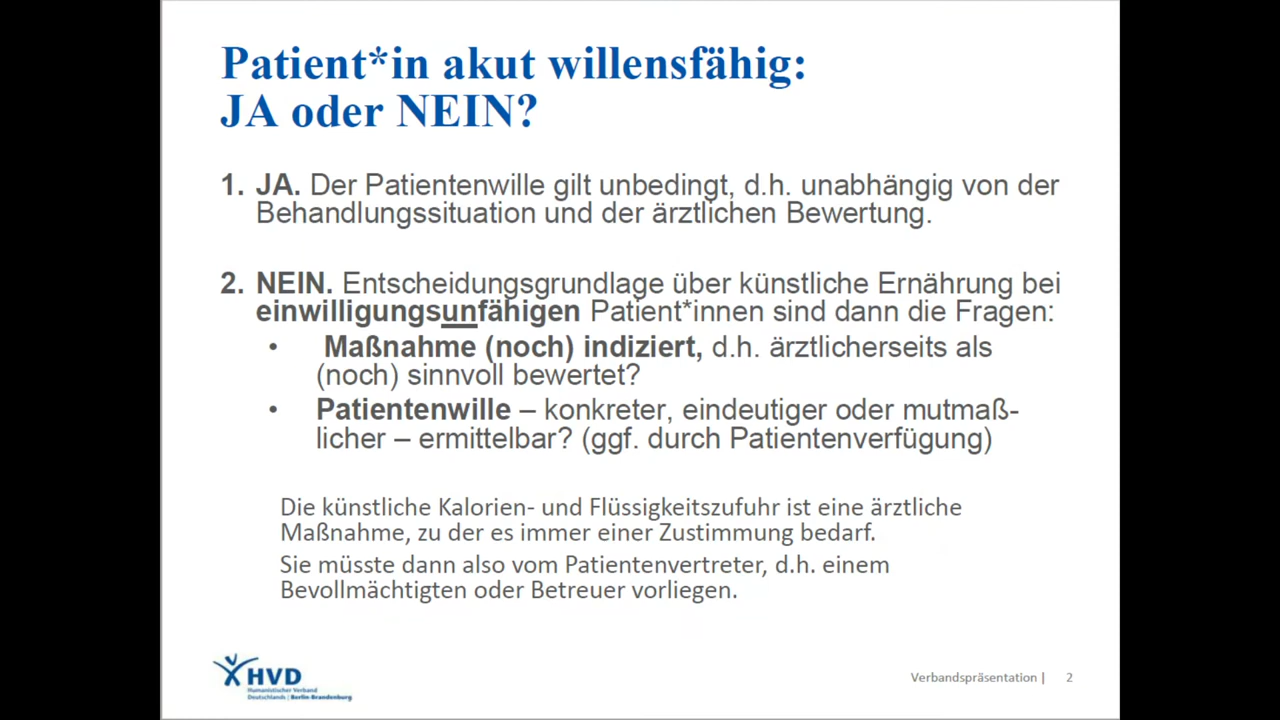 Patient*in akut willensfähig:
JA oder NEIN?
1. JA. Der Patientenwille gilt unbedingt, d.h. unabhängig von der
Behandlungssituation und der ärztlichen Bewertung.
2. NEIN. Entscheidungsgrundlage über künstliche Ernährung bei
einwilligungsunfähigen Patient*innen sind dann die Fragen:
• Maßnahme (noch) indiziert, d.h. ärztlicherseits als
(noch) sinnvoll bewertet?
• Patientenwille – konkreter, eindeutiger oder mutmaß-
licher – ermittelbar? (ggf. durch Patientenverfügung)
Die künstliche Kalorien- und Flüssigkeitszufuhr ist eine ärztliche
Maßnahme, zu der es immer einer Zustimmung bedarf.
Sie müsste dann also vom Patientenvertreter, d.h. einem
Bevollmächtigten oder Betreuer vorliegen.
HVD
Humanistischer Verband
Deutschlands | Berlin-Brandenburg
Verbandspräsentation | 2